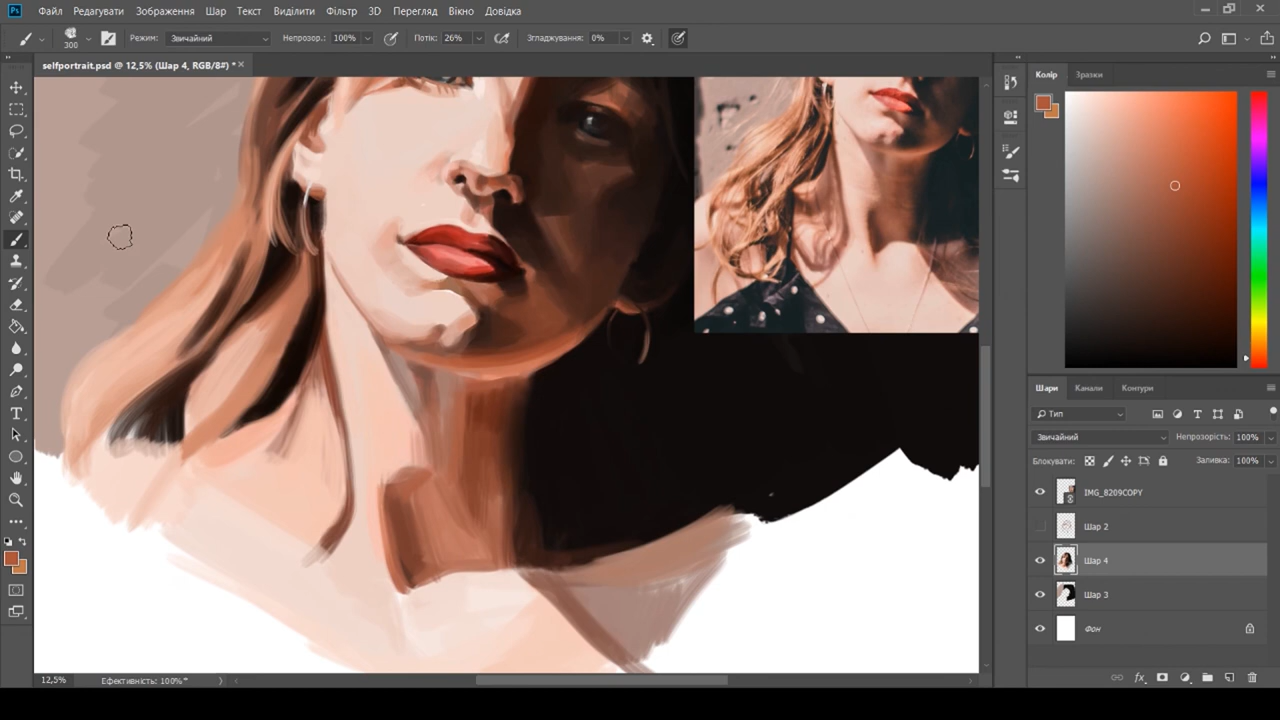 Ps Файл Редагувати Зображення Шар Текст Виділити Фільтр 3D Перегляд Вікно Довідка
300 Режим: Звичайний Непрозор.: 100% Потік: 26% Згладжування: 0%
selfportrait.psd @ 12,5% (Шар 4, RGB/8#) *
Колір Зразки
Шари Канали Контури
Тип
Звичайний Непрозорість: 100%
Блокувати: Заливка: 100%
IMG_8209COPY
Шар 2
Шар 4
Шар 3
Фон
12,5% Ефективність: 100%*